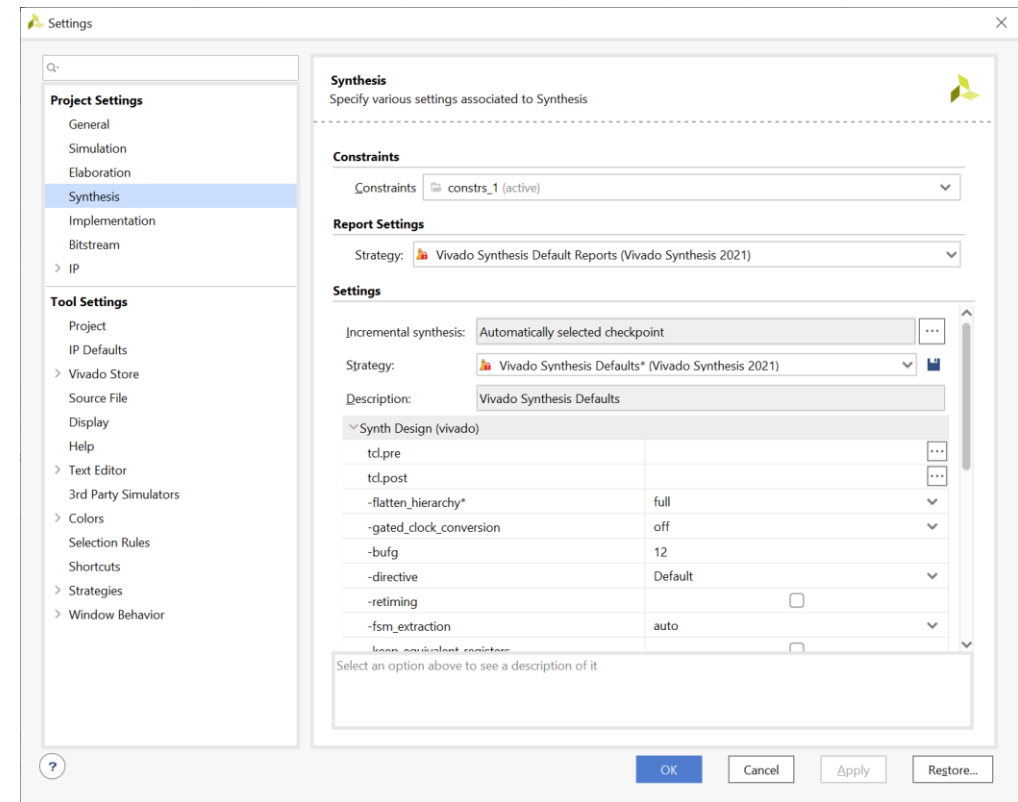 Settings
Q-
Project Settings
General
Simulation
Elaboration
Synthesis
Implementation
Bitstream
> IP
Tool Settings
Project
IP Defaults
> Vivado Store
Source File
Display
Help
> Text Editor
3rd Party Simulators
> Colors
Selection Rules
Shortcuts
> Strategies
> Window Behavior
Synthesis
Specify various settings associated to Synthesis
Constraints
Constraints constrs_1 (active)
Report Settings
Strategy: Vivado Synthesis Default Reports (Vivado Synthesis 2021)
Settings
Incremental synthesis: Automatically selected checkpoint ...
Strategy: Vivado Synthesis Defaults* (Vivado Synthesis 2021)
Description: Vivado Synthesis Defaults
Synth Design (vivado)
tcl.pre ...
tcl.post ...
-flatten_hierarchy* full
-gated_clock_conversion off
-bufg 12
-directive Default
-retiming
-fsm_extraction auto
-keep_equivalent_registers
Select an option above to see a description of it
?
OK Cancel Apply Restore...